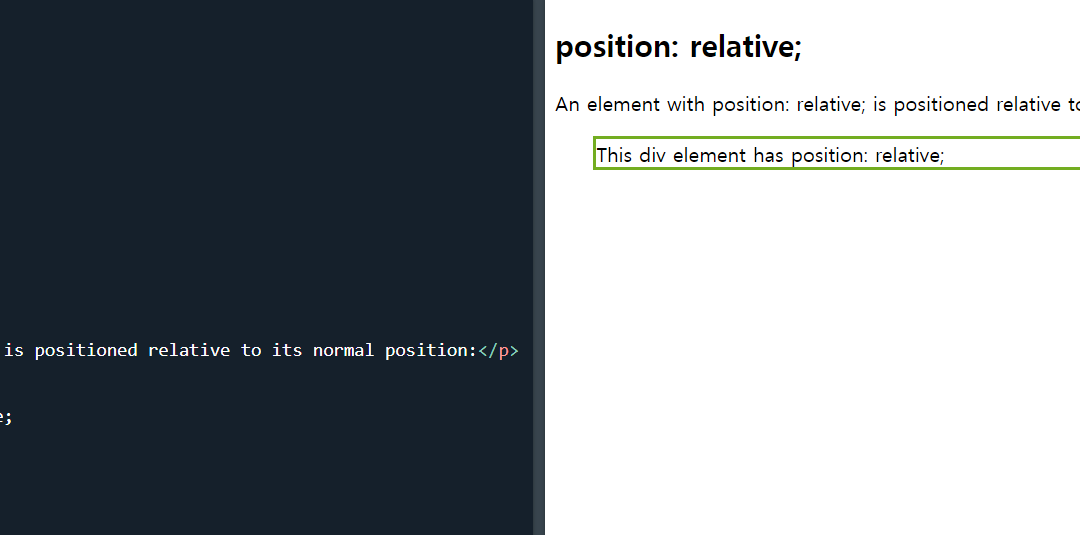 is positioned relative to its normal position:</p>
;
position: relative;
An element with position: relative; is positioned relative
This div element has position: relative;